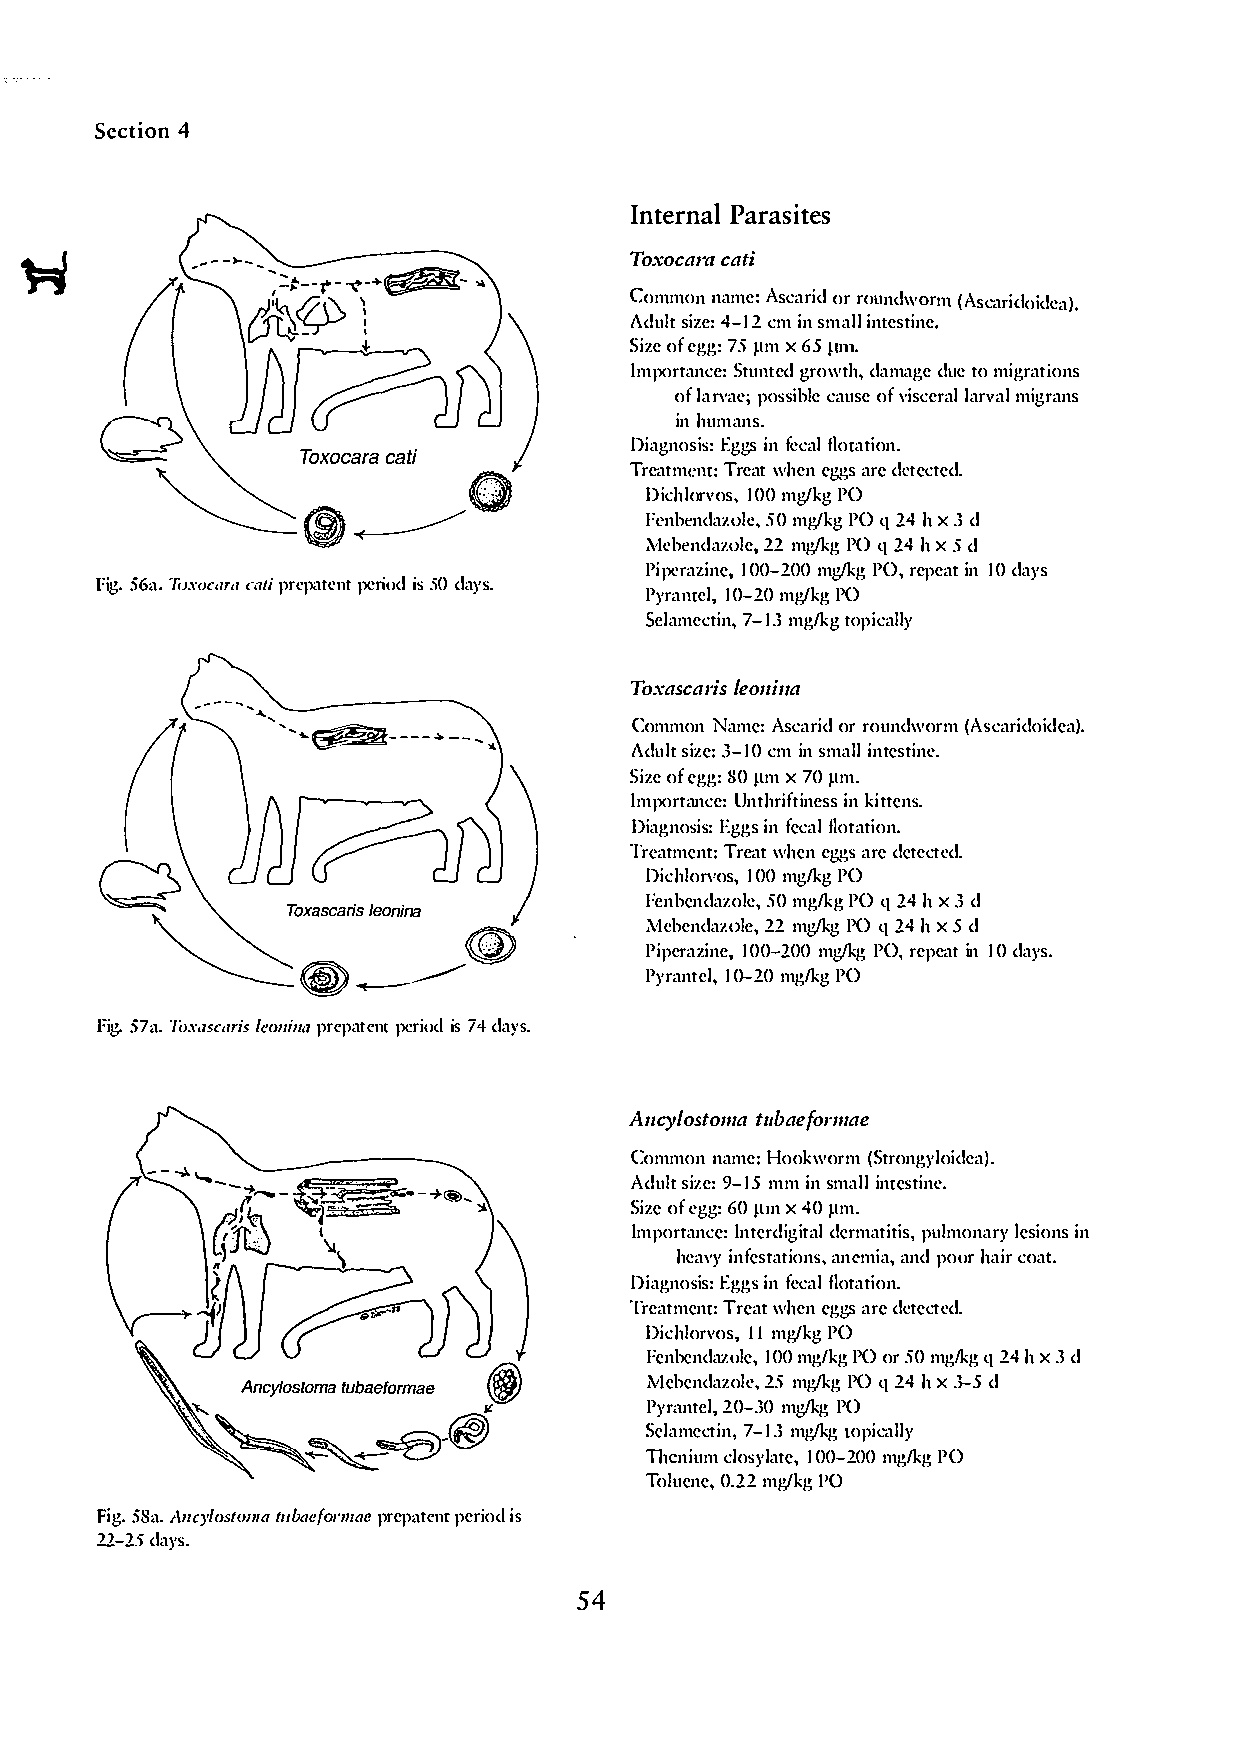 Section 4
Toxocara cati
Fig. 56a. Toxocara cati prepatent period is 50 days.
Toxascaris leonina
Fig. 57a. Toxascaris leonina prepatent period is 74 days.
Ancylostoma tubaeformae
Fig. 58a. Ancylostoma tubaeformae prepatent period is
22–25 days.
Internal Parasites
Toxocara cati
Common name: Ascarid or roundworm (Ascaridoidea).
Adult size: 4–12 cm in small intestine.
Size of egg: 75 µm × 65 µm.
Importance: Stunted growth, damage due to migrations
of larvae; possible cause of visceral larval migrans
in humans.
Diagnosis: Eggs in fecal flotation.
Treatment: Treat when eggs are detected.
Dichlorvos, 100 mg/kg PO
Fenbendazole, 50 mg/kg PO q 24 h × 3 d
Mebendazole, 22 mg/kg PO q 24 h × 5 d
Piperazine, 100–200 mg/kg PO, repeat in 10 days
Pyrantel, 10–20 mg/kg PO
Selamectin, 7–13 mg/kg topically
Toxascaris leonina
Common Name: Ascarid or roundworm (Ascaridoidea).
Adult size: 3–10 cm in small intestine.
Size of egg: 80 µm × 70 µm.
Importance: Unthriftiness in kittens.
Diagnosis: Eggs in fecal flotation.
Treatment: Treat when eggs are detected.
Dichlorvos, 100 mg/kg PO
Fenbendazole, 50 mg/kg PO q 24 h × 3 d
Mebendazole, 22 mg/kg PO q 24 h × 5 d
Piperazine, 100–200 mg/kg PO, repeat in 10 days.
Pyrantel, 10–20 mg/kg PO
Ancylostoma tubaeformae
Common name: Hookworm (Strongyloidea).
Adult size: 9–15 mm in small intestine.
Size of egg: 60 µm × 40 µm.
Importance: Interdigital dermatitis, pulmonary lesions in
heavy infestations, anemia, and poor hair coat.
Diagnosis: Eggs in fecal flotation.
Treatment: Treat when eggs are detected.
Dichlorvos, 11 mg/kg PO
Fenbendazole, 100 mg/kg PO or 50 mg/kg q 24 h × 3 d
Mebendazole, 25 mg/kg PO q 24 h × 3–5 d
Pyrantel, 20–30 mg/kg PO
Selamectin, 7–13 mg/kg topically
Thenium closylate, 100–200 mg/kg PO
Toluene, 0.22 mg/kg PO
54